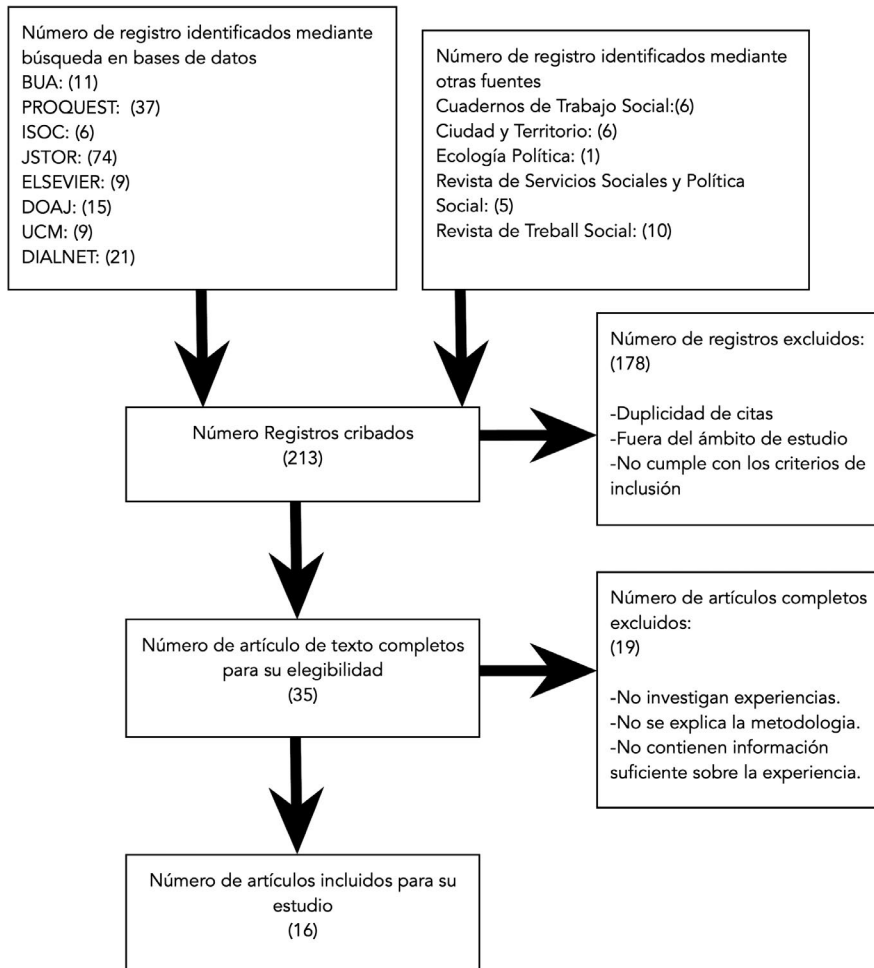 Número de registro identificados mediante
búsqueda en bases de datos
BUA: (11)
PROQUEST:  (37)
ISOC: (6)
JSTOR: (74)
ELSEVIER: (9)
DOAJ: (15)
UCM: (9)
DIALNET: (21)
Número de registro identificados mediante
otras fuentes
Cuadernos de Trabajo Social:(6)
Ciudad y Territorio: (6)
Ecología Política: (1)
Revista de Servicios Sociales y Política
Social: (5)
Revista de Treball Social: (10)
Número de registros excluidos:
(178)
-Duplicidad de citas
-Fuera del ámbito de estudio
-No cumple con los criterios de
inclusión
Número Registros cribados
(213)
Número de artículos completos
excluidos:
(19)
-No investigan experiencias.
-No se explica la metodologia.
-No contienen información
suficiente sobre la experiencia.
Número de artículo de texto completos
para su elegibilidad
(35)
Número de artículos incluidos para su
estudio
(16)